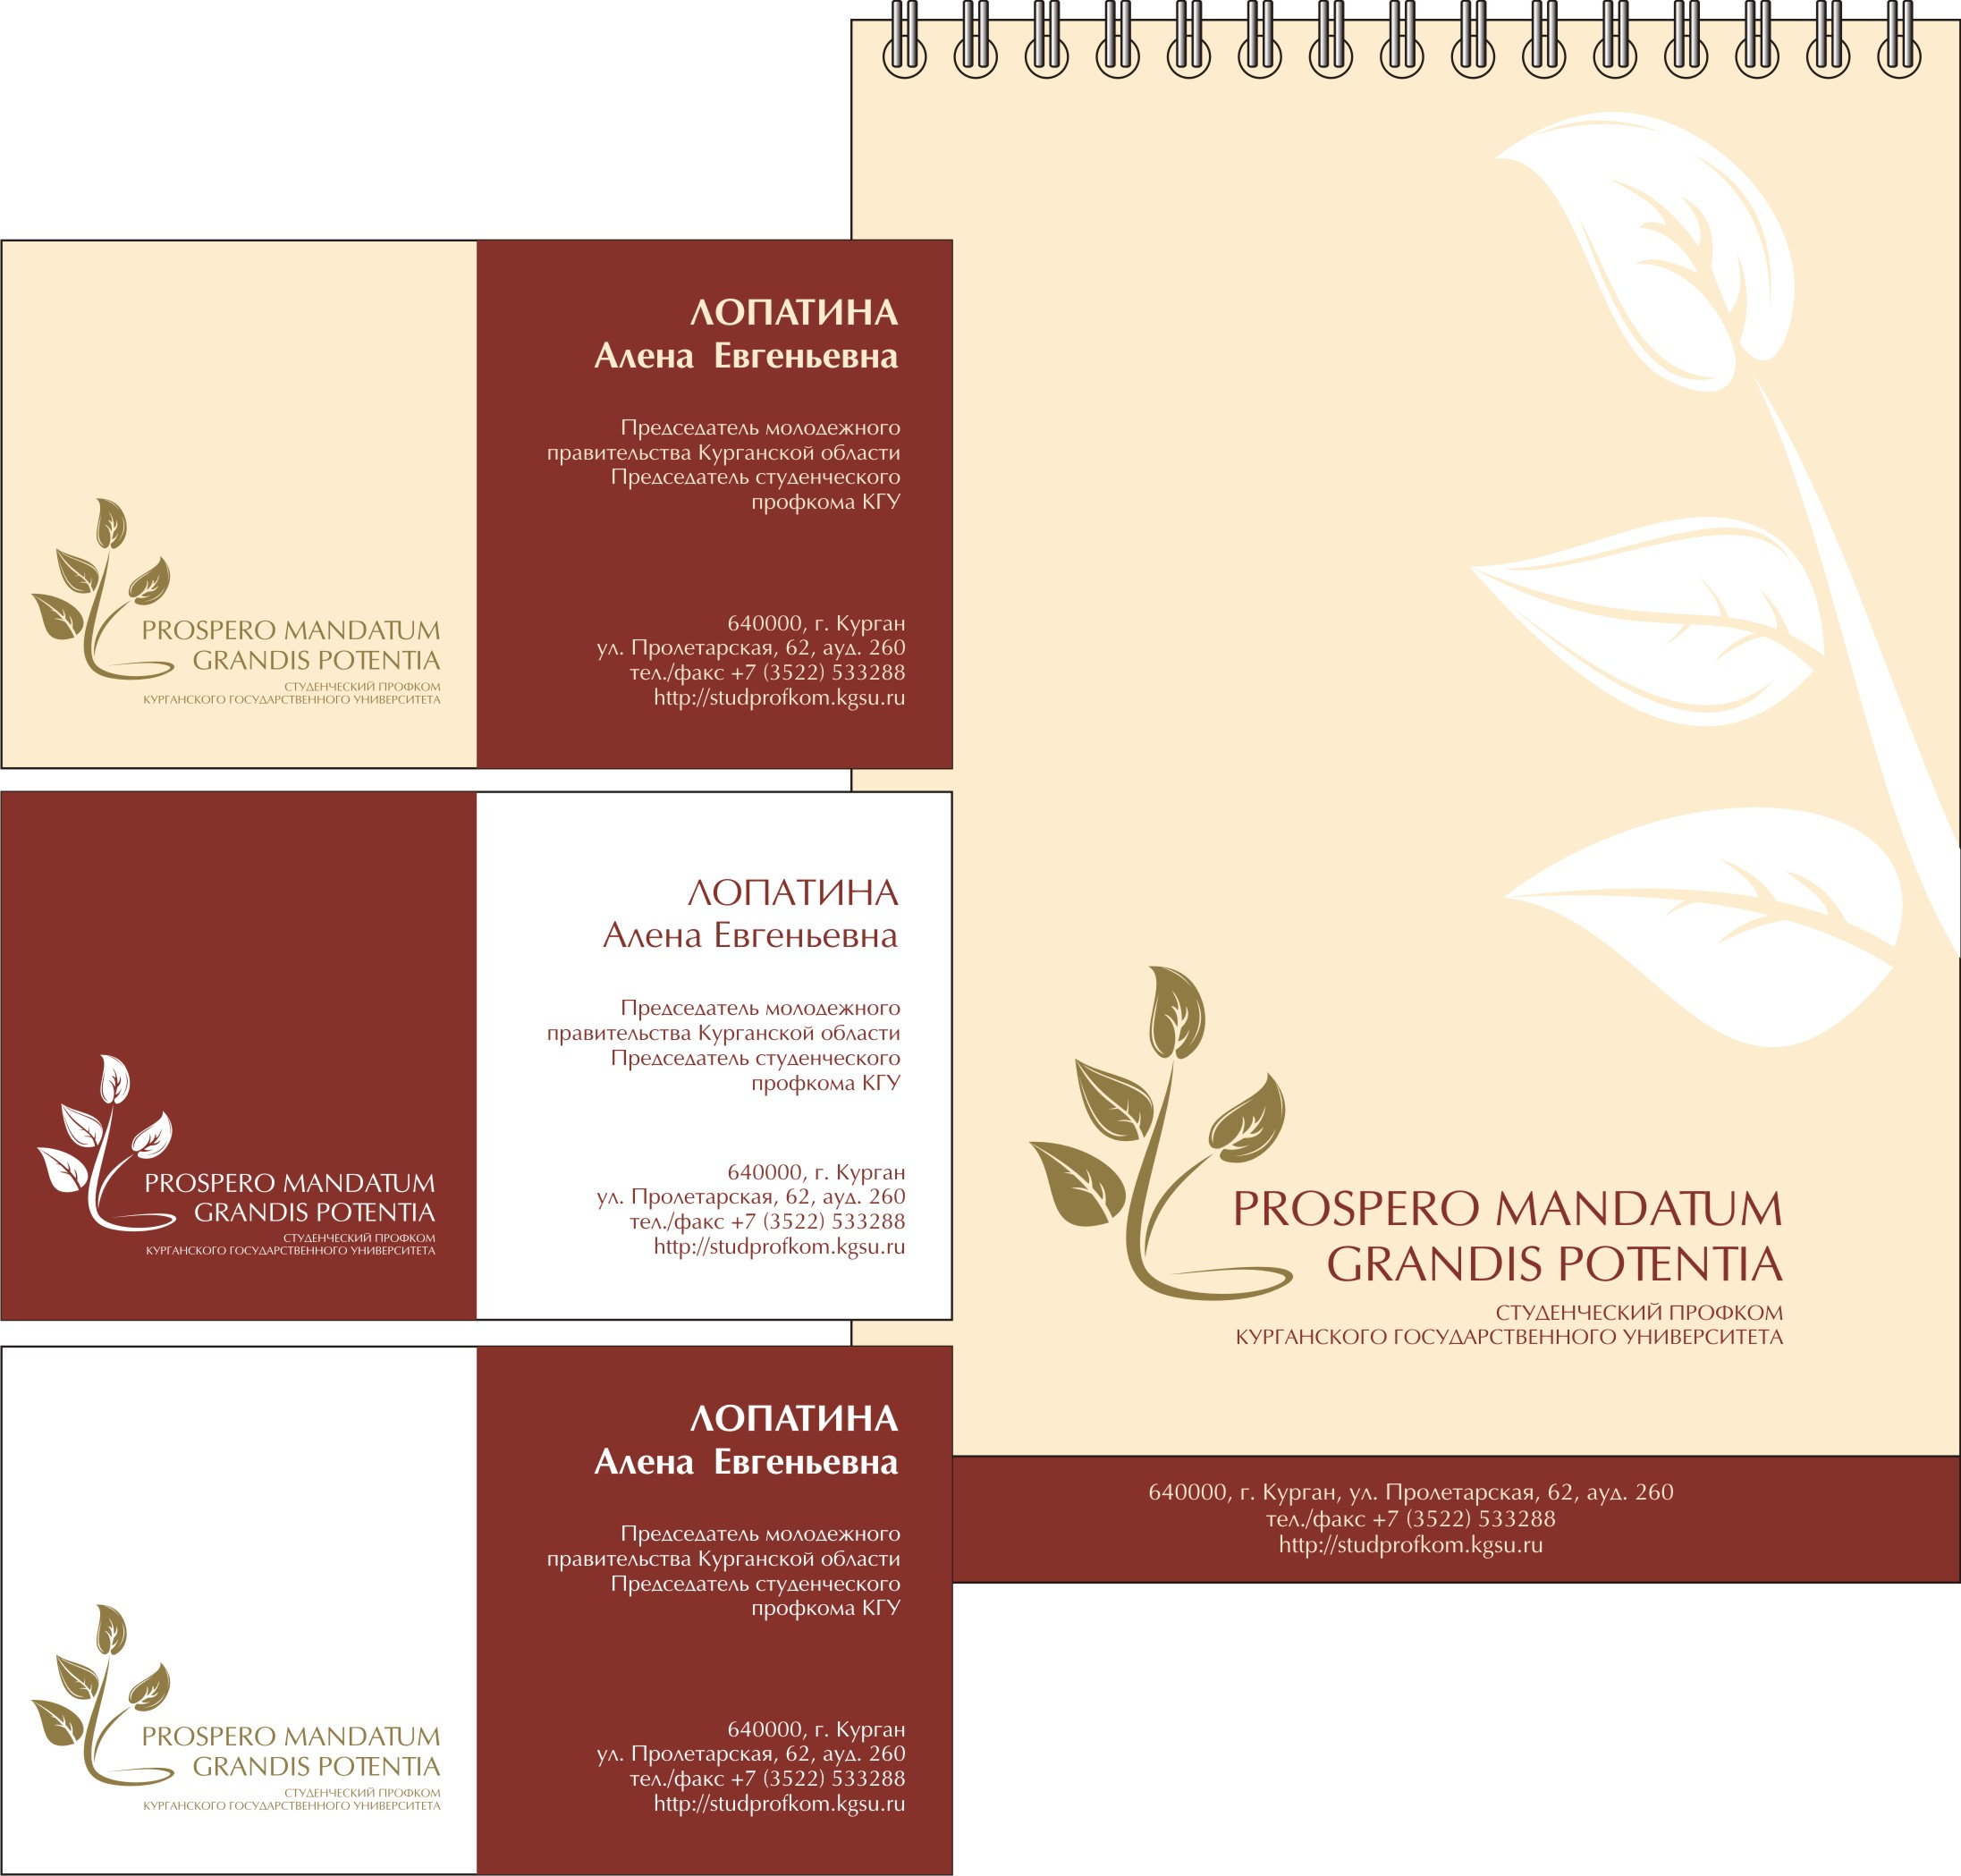 ЛОПАТИНА
Алена Евгеньевна
Председатель молодежного
правительства Курганской области
Председатель студенческого
профкома КГУ
640000, г. Курган
ул. Пролетарская, 62, ауд. 260
тел./факс +7 (3522) 533288
http://studprofkom.kgsu.ru
PROSPERO MANDATUM
GRANDIS POTENTIA
СТУДЕНЧЕСКИЙ ПРОФКОМ
КУРГАНСКОГО ГОСУДАРСТВЕННОГО УНИВЕРСИТЕТА
ЛОПАТИНА
Алена Евгеньевна
Председатель молодежного
правительства Курганской области
Председатель студенческого
профкома КГУ
640000, г. Курган
ул. Пролетарская, 62, ауд. 260
тел./факс +7 (3522) 533288
http://studprofkom.kgsu.ru
PROSPERO MANDATUM
GRANDIS POTENTIA
СТУДЕНЧЕСКИЙ ПРОФКОМ
КУРГАНСКОГО ГОСУДАРСТВЕННОГО УНИВЕРСИТЕТА
ЛОПАТИНА
Алена Евгеньевна
Председатель молодежного
правительства Курганской области
Председатель студенческого
профкома КГУ
640000, г. Курган
ул. Пролетарская, 62, ауд. 260
тел./факс +7 (3522) 533288
http://studprofkom.kgsu.ru
PROSPERO MANDATUM
GRANDIS POTENTIA
СТУДЕНЧЕСКИЙ ПРОФКОМ
КУРГАНСКОГО ГОСУДАРСТВЕННОГО УНИВЕРСИТЕТА
PROSPERO MANDATUM
GRANDIS POTENTIA
СТУДЕНЧЕСКИЙ ПРОФКОМ
КУРГАНСКОГО ГОСУДАРСТВЕННОГО УНИВЕРСИТЕТА
640000, г. Курган, ул. Пролетарская, 62, ауд. 260
тел./факс +7 (3522) 533288
http://studprofkom.kgsu.ru